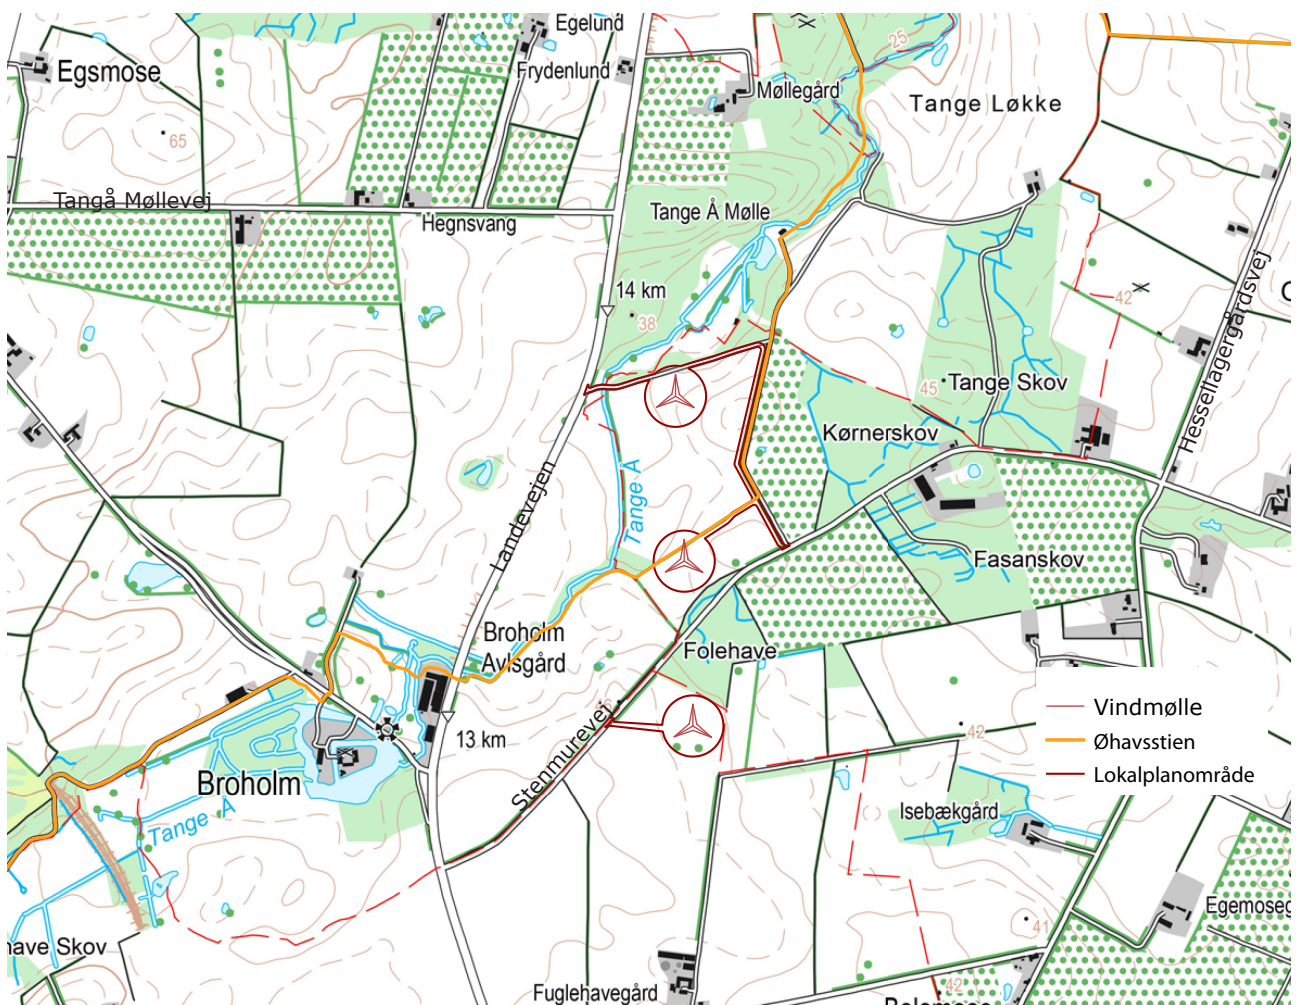 Egelund
Egsmose
Frydenlund
25
Møllegård
Tange Løkke
65
Tangå Møllevej
Hegnsvang
Tange Å Mølle
14 km
38
42
Hessellagergårdsvej
45
Tange Skov
Kørnerskov
Landevejen
Tange Å
Fasanskov
Broholm
Avlsgård
Folehave
Stenmurevej
13 km
42
Broholm
Tange Å
Vindmølle
Øhavsstien
Lokalplanområde
Isebækgård
Egemoseg
41
have Skov
Fuglehavegård
42